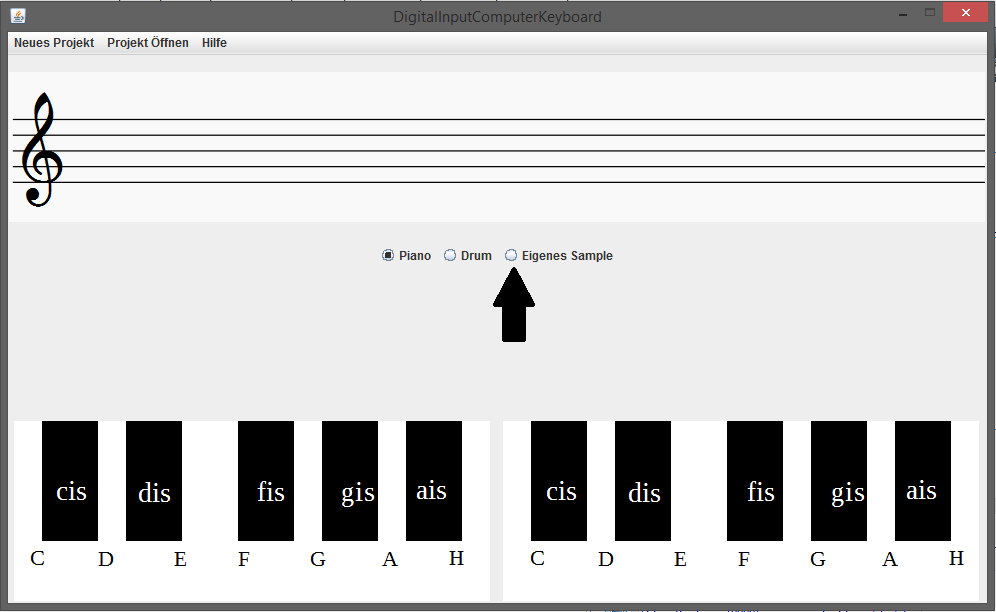 DigitalInputComputerKeyboard
Neues Projekt Projekt Öffnen Hilfe
Piano Drum Eigenes Sample
cis dis fis gis ais cis dis fis gis ais
C D E F G A H C D E F G A H